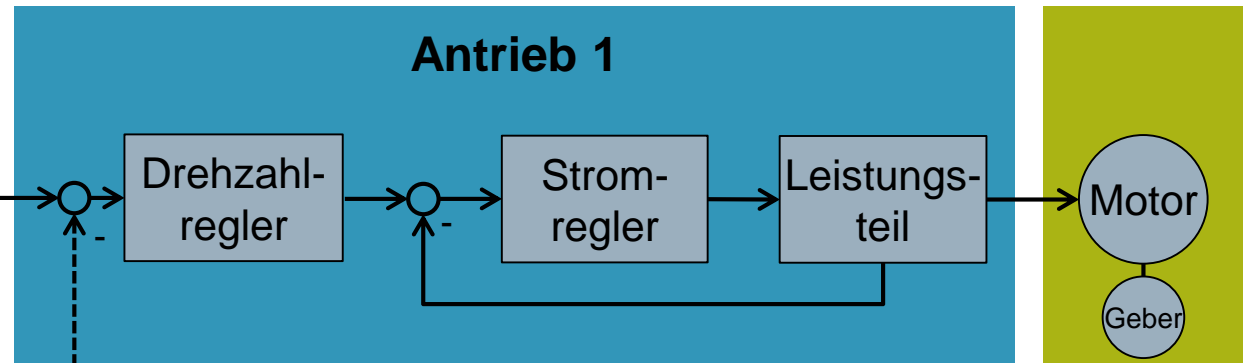 Antrieb 1
Drehzahl-
regler
Strom-
regler
Leistungs-
teil
Motor
Geber
-
-